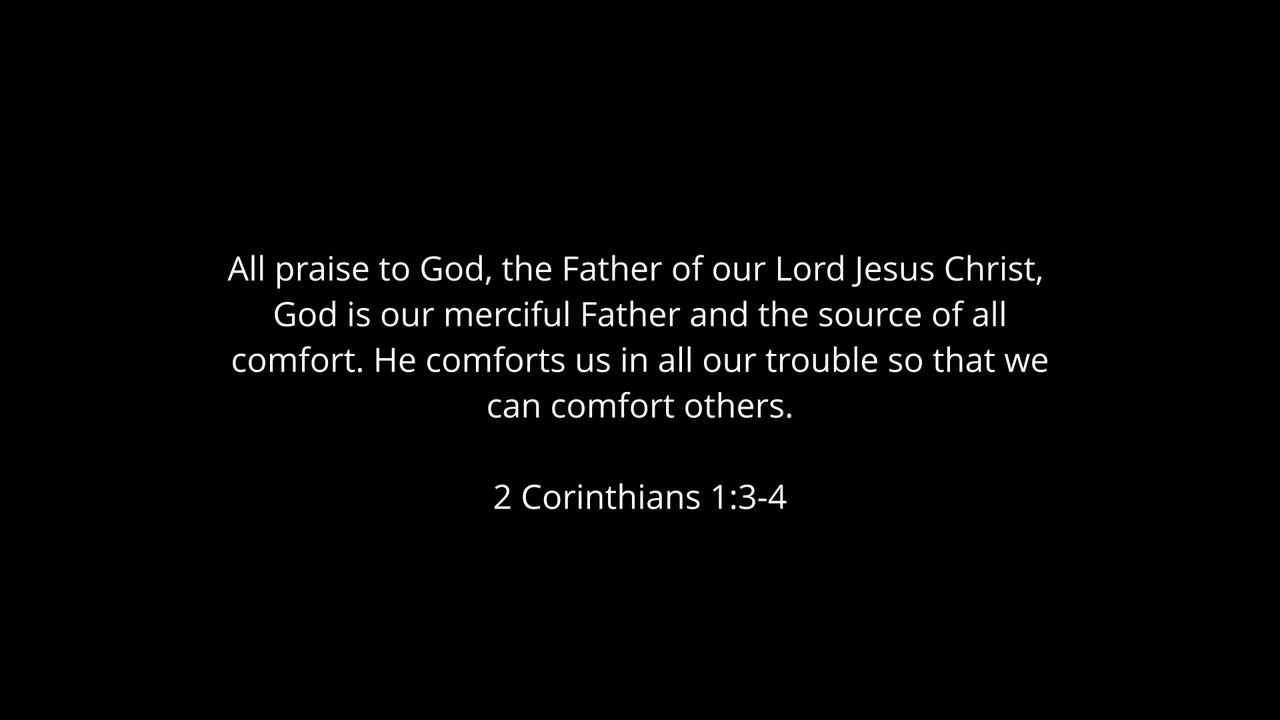 All praise to God, the Father of our Lord Jesus Christ,
God is our merciful Father and the source of all
comfort. He comforts us in all our trouble so that we
can comfort others.
2 Corinthians 1:3-4